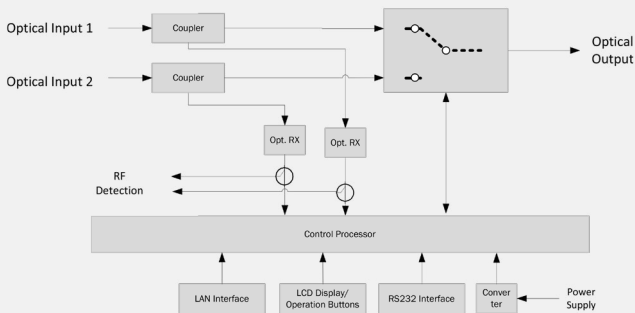 Optical Input 1
Coupler
Optical
Output
Optical Input 2
Coupler
Opt. RX
Opt. RX
RF
Detection
Control Processor
LAN Interface
LCD Display/
Operation Buttons
RS232 Interface
Conver
ter
Power
Supply